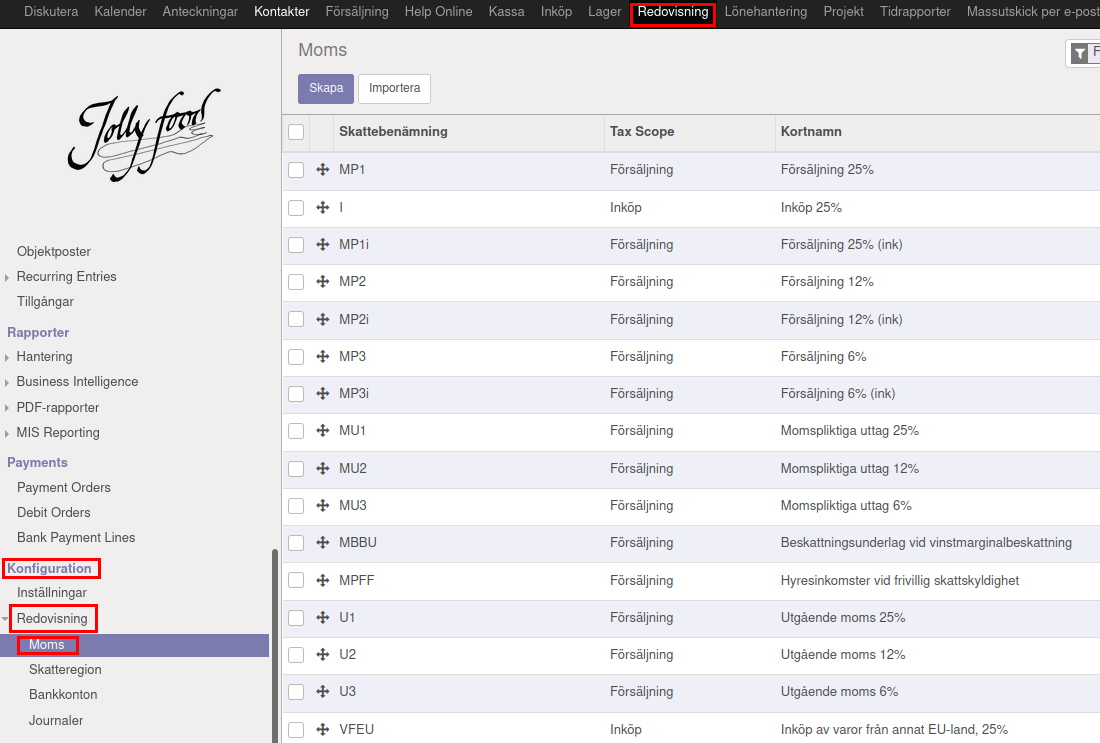 Diskutera Kalender Anteckningar Kontakter Försäljning Help Online Kassa Inköp Lager Redovisning Lönehantering Projekt Tidrapporter Massutskick per e-post
Jolly food
Objektposter
Recurring Entries
Tillgångar
Rapporter
Hantering
Business Intelligence
PDF-rapporter
MIS Reporting
Payments
Payment Orders
Debit Orders
Bank Payment Lines
Konfiguration
Inställningar
Redovisning
Moms
Skatteregion
Bankkonton
Journaler
Moms
F
Skapa Importera
Skattebenämning Tax Scope Kortnamn
MP1 Försäljning Försäljning 25%
I Inköp Inköp 25%
MP1i Försäljning Försäljning 25% (ink)
MP2 Försäljning Försäljning 12%
MP2i Försäljning Försäljning 12% (ink)
MP3 Försäljning Försäljning 6%
MP3i Försäljning Försäljning 6% (ink)
MU1 Försäljning Momspliktiga uttag 25%
MU2 Försäljning Momspliktiga uttag 12%
MU3 Försäljning Momspliktiga uttag 6%
MBBU Försäljning Beskattningsunderlag vid vinstmarginalbeskattning
MPFF Försäljning Hyresinkomster vid frivillig skattskyldighet
U1 Försäljning Utgående moms 25%
U2 Försäljning Utgående moms 12%
U3 Försäljning Utgående moms 6%
VFEU Inköp Inköp av varor från annat EU-land, 25%